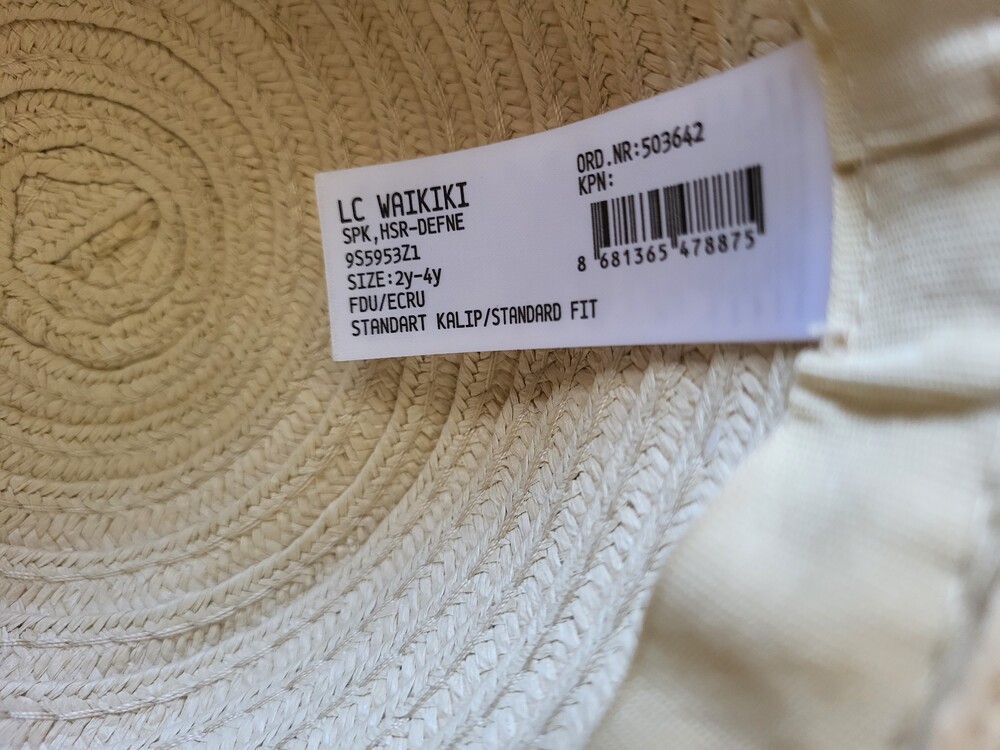 LC WAIKIKI
SPK,HSR-DEFNE
9S5953Z1
SIZE:2y-4y
FDU/ECRU
STANDART KALIP/STANDARD FIT
ORD.NR:503642
KPN:
8 681365 478875